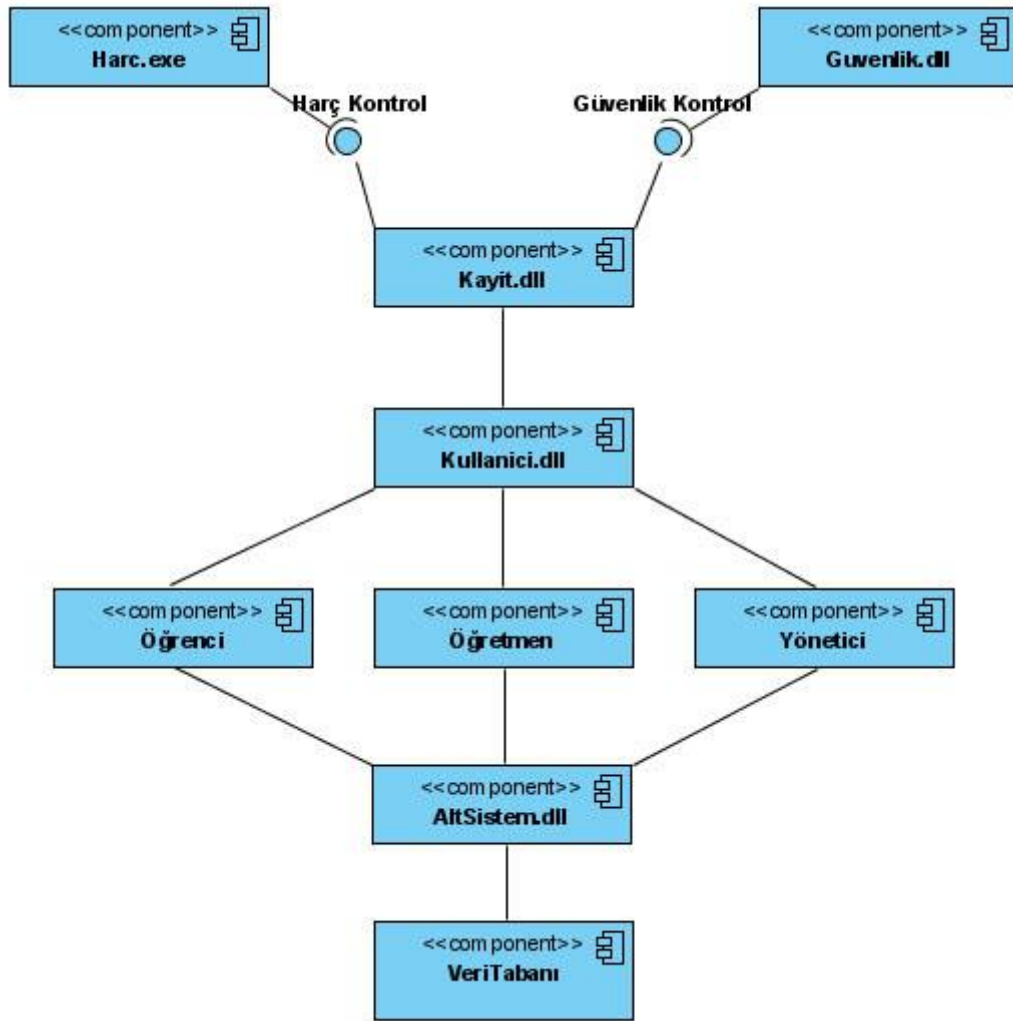 <<component>>
Harc.exe
<<component>>
Guvenlik.dll
Harç Kontrol
Güvenlik Kontrol
<<component>>
Kayit.dll
<<component>>
Kullanici.dll
<<component>>
Öğrenci
<<component>>
Öğretmen
<<component>>
Yönetici
<<component>>
AltSistem.dll
<<component>>
VeriTabanı